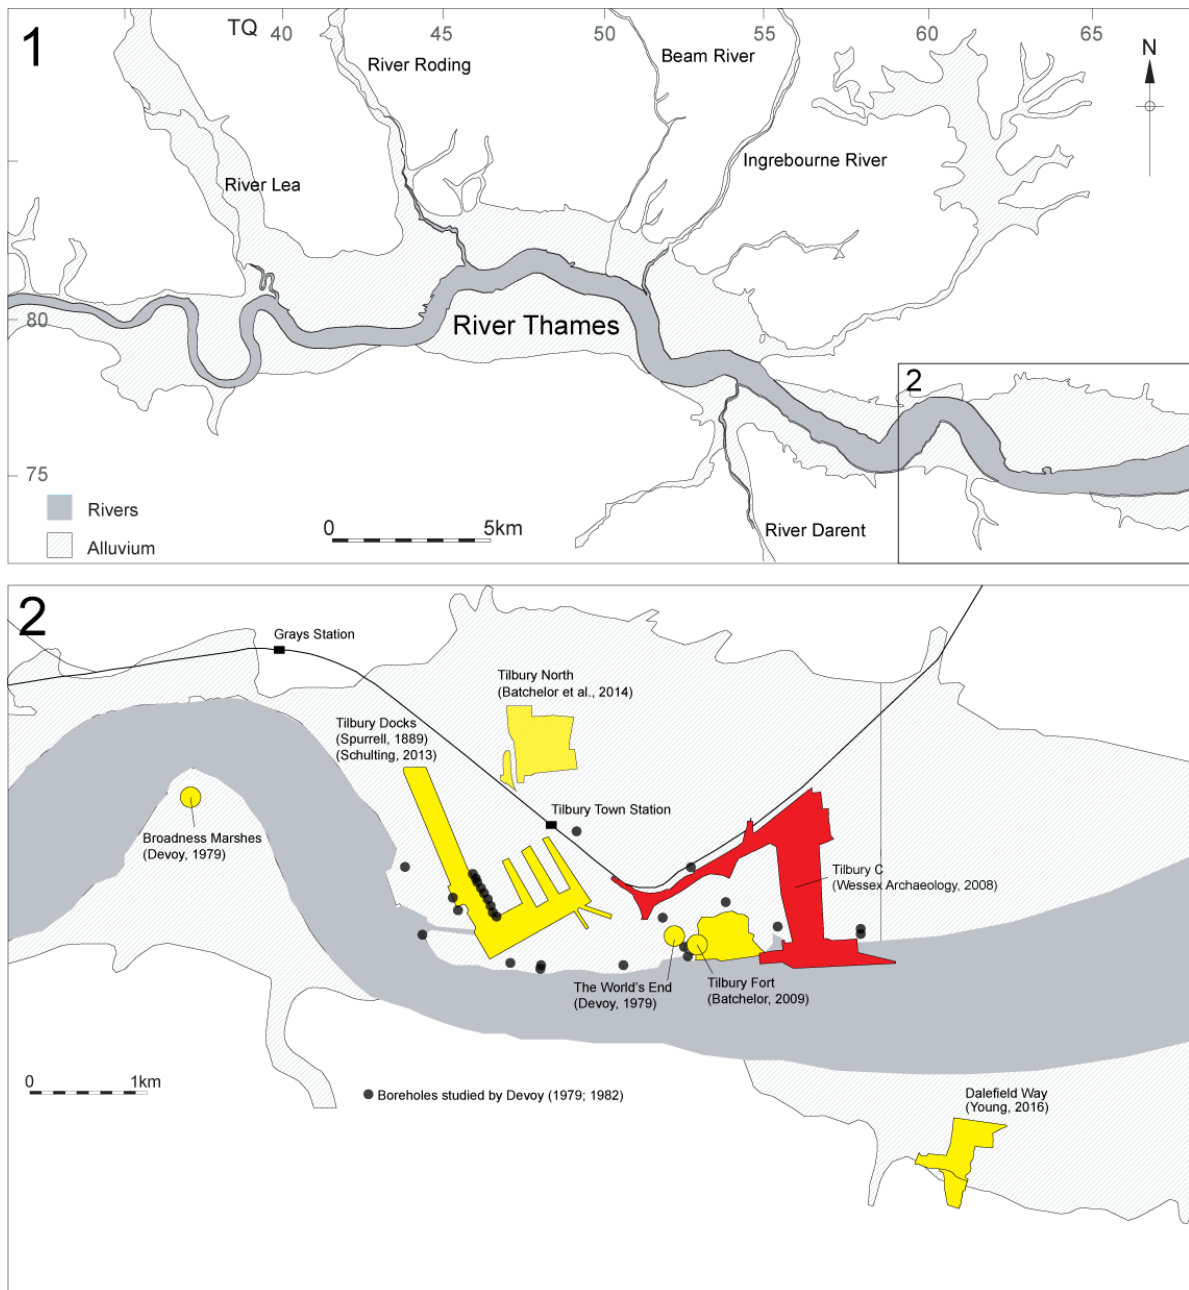 1
TQ
40
45
50
55
60
65
N
River Roding
Beam River
Ingrebourne River
River Lea
River Thames
80
2
75
Rivers
Alluvium
0
5km
River Darent
2
Grays Station
Tilbury North
(Batchelor et al., 2014)
Tilbury Docks
(Spurrell, 1889)
(Schulting, 2013)
Tilbury Town Station
Broadness Marshes
(Devoy, 1979)
Tilbury C
(Wessex Archaeology, 2008)
The World's End
(Devoy, 1979)
Tilbury Fort
(Batchelor, 2009)
0
1km
Boreholes studied by Devoy (1979; 1982)
Dalefield Way
(Young, 2016)